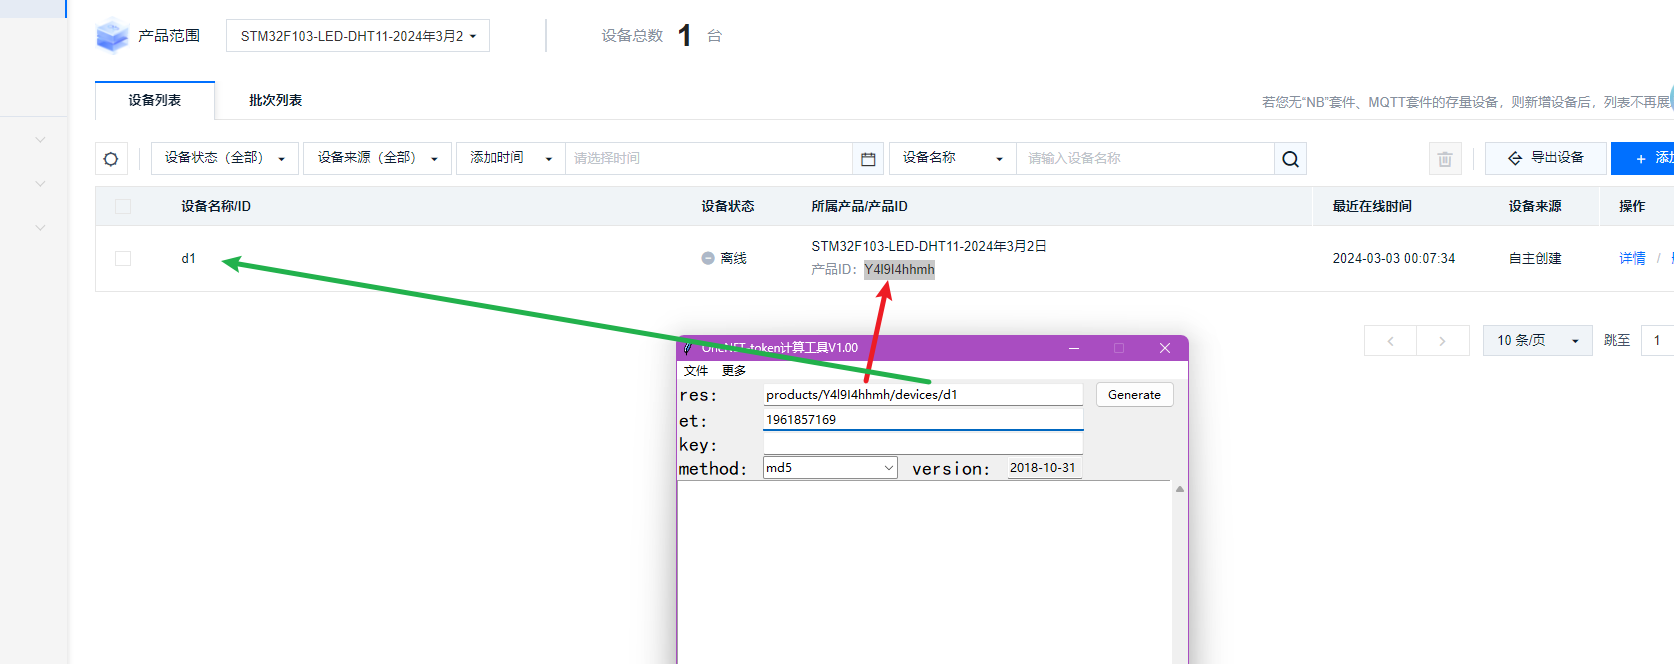 产品范围
STM32F103-LED-DHT11-2024年3月2
设备总数 1 台
设备列表
批次列表
若您无“NB”套件、MQTT套件的存量设备，则新增设备后，列表不再展
设备状态（全部）
设备来源（全部）
添加时间
请选择时间
设备名称
请输入设备名称
导出设备
+ 添加
设备名称/ID
设备状态
所属产品/产品ID
最近在线时间
设备来源
操作
d1
离线
STM32F103-LED-DHT11-2024年3月2日
产品ID：Y4l9I4hhmh
2024-03-03 00:07:34
自主创建
详情 /
10 条/页
跳至
1
OneNET-token计算工具V1.00
文件 更多
res: products/Y4l9I4hhmh/devices/d1
Generate
et: 1961857169
key:
method: md5
version: 2018-10-31